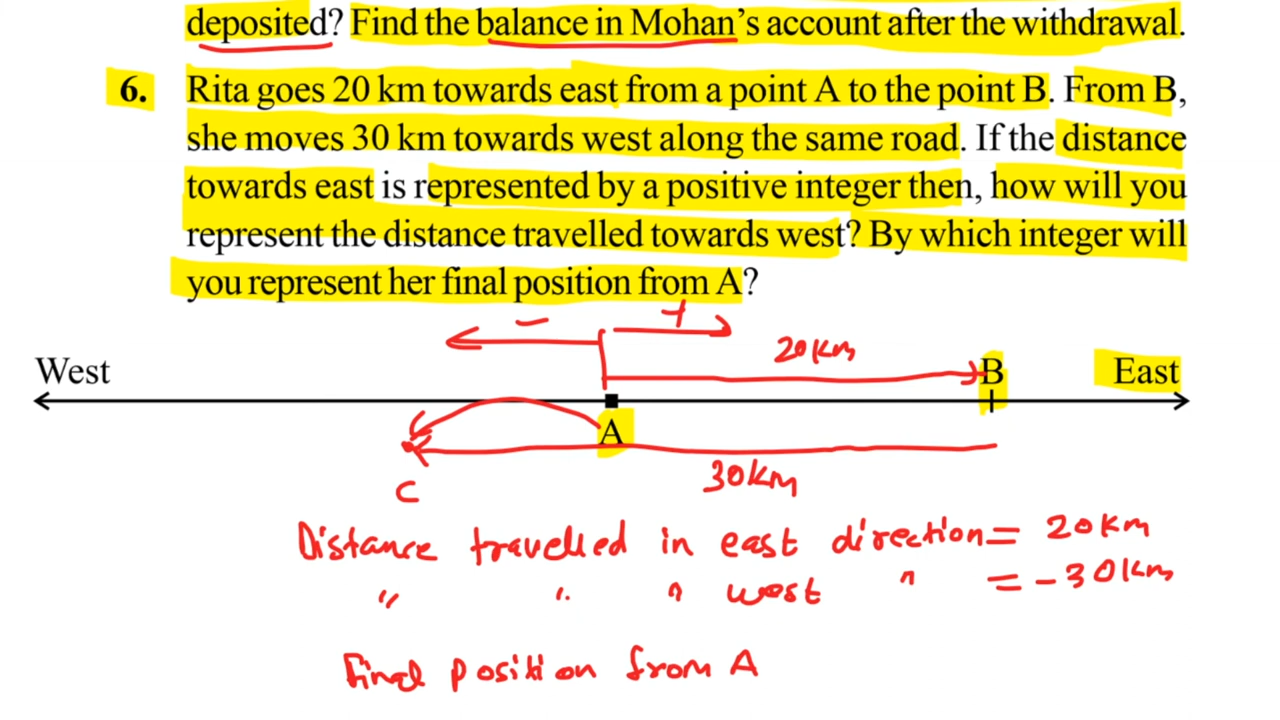 deposited? Find the balance in Mohan’s account after the withdrawal.
6. Rita goes 20 km towards east from a point A to the point B. From B,
she moves 30 km towards west along the same road. If the distance
towards east is represented by a positive integer then, how will you
represent the distance travelled towards west? By which integer will
you represent her final position from A?
− +
20km
West B East
A
C 30km
Distance travelled in east direction = 20km
" " " west " = -30km
Final position from A